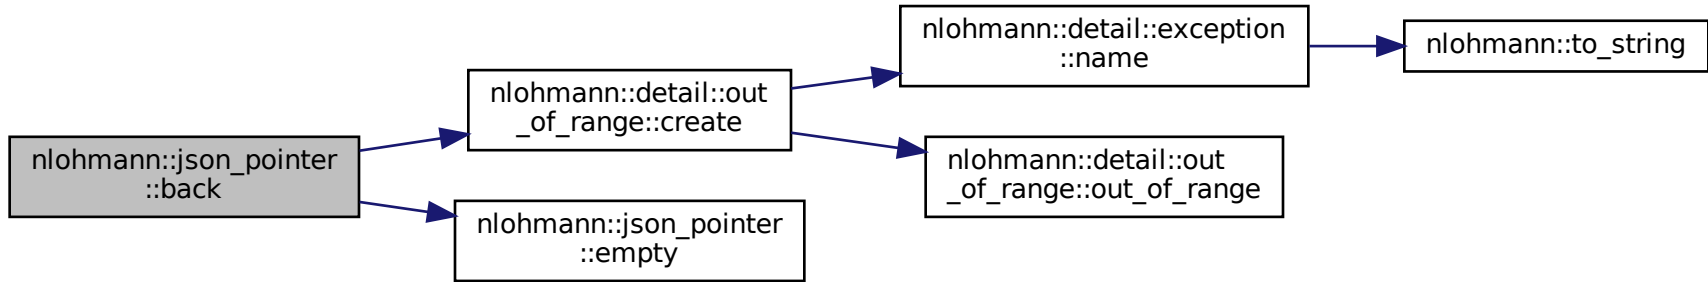 nlohmann::json_pointer
::back
nlohmann::detail::out
_of_range::create
nlohmann::json_pointer
::empty
nlohmann::detail::exception
::name
nlohmann::detail::out
_of_range::out_of_range
nlohmann::to_string